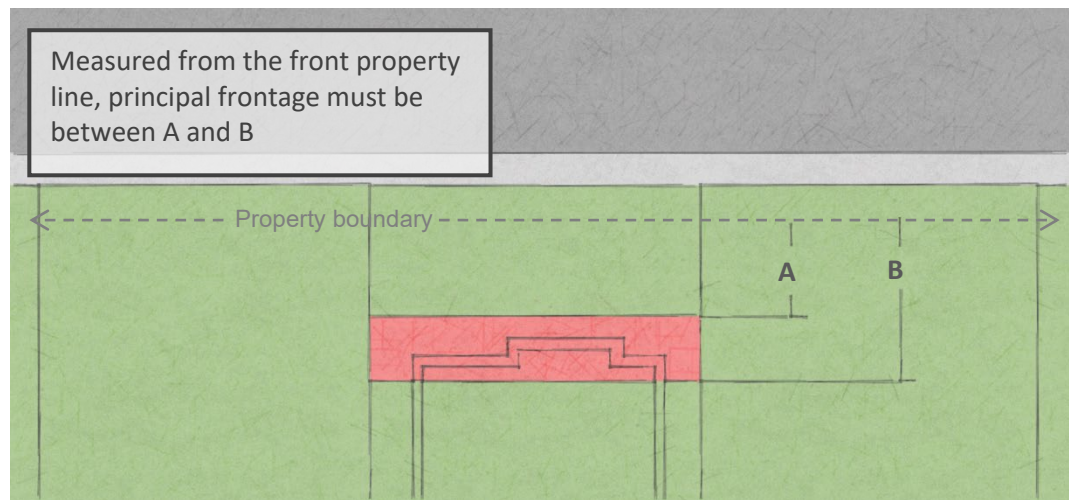 Measured from the front property
line, principal frontage must be
between A and B
Property boundary
A
B